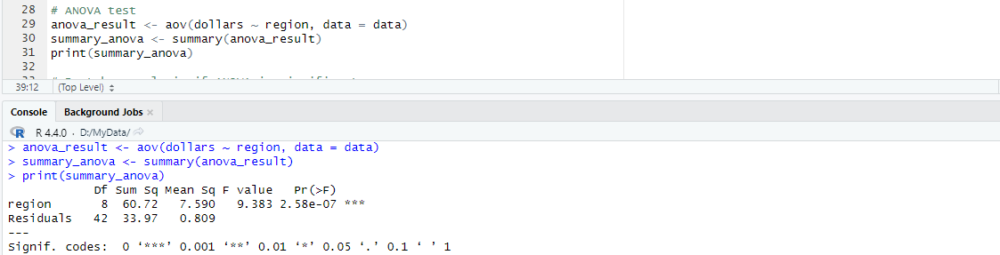 28 # ANOVA test
29 anova_result <- aov(dollars ~ region, data = data)
30 summary_anova <- summary(anova_result)
31 print(summary_anova)
32
39:12 (Top Level)
Console Background Jobs ×
R R 4.4.0 · D:/MyData/
> anova_result <- aov(dollars ~ region, data = data)
> summary_anova <- summary(anova_result)
> print(summary_anova)
            Df Sum Sq Mean Sq F value   Pr(>F)
region       8  60.72   7.590   9.383 2.58e-07 ***
Residuals   42  33.97   0.809
---
Signif. codes:  0 ‘***’ 0.001 ‘**’ 0.01 ‘*’ 0.05 ‘.’ 0.1 ‘ ’ 1